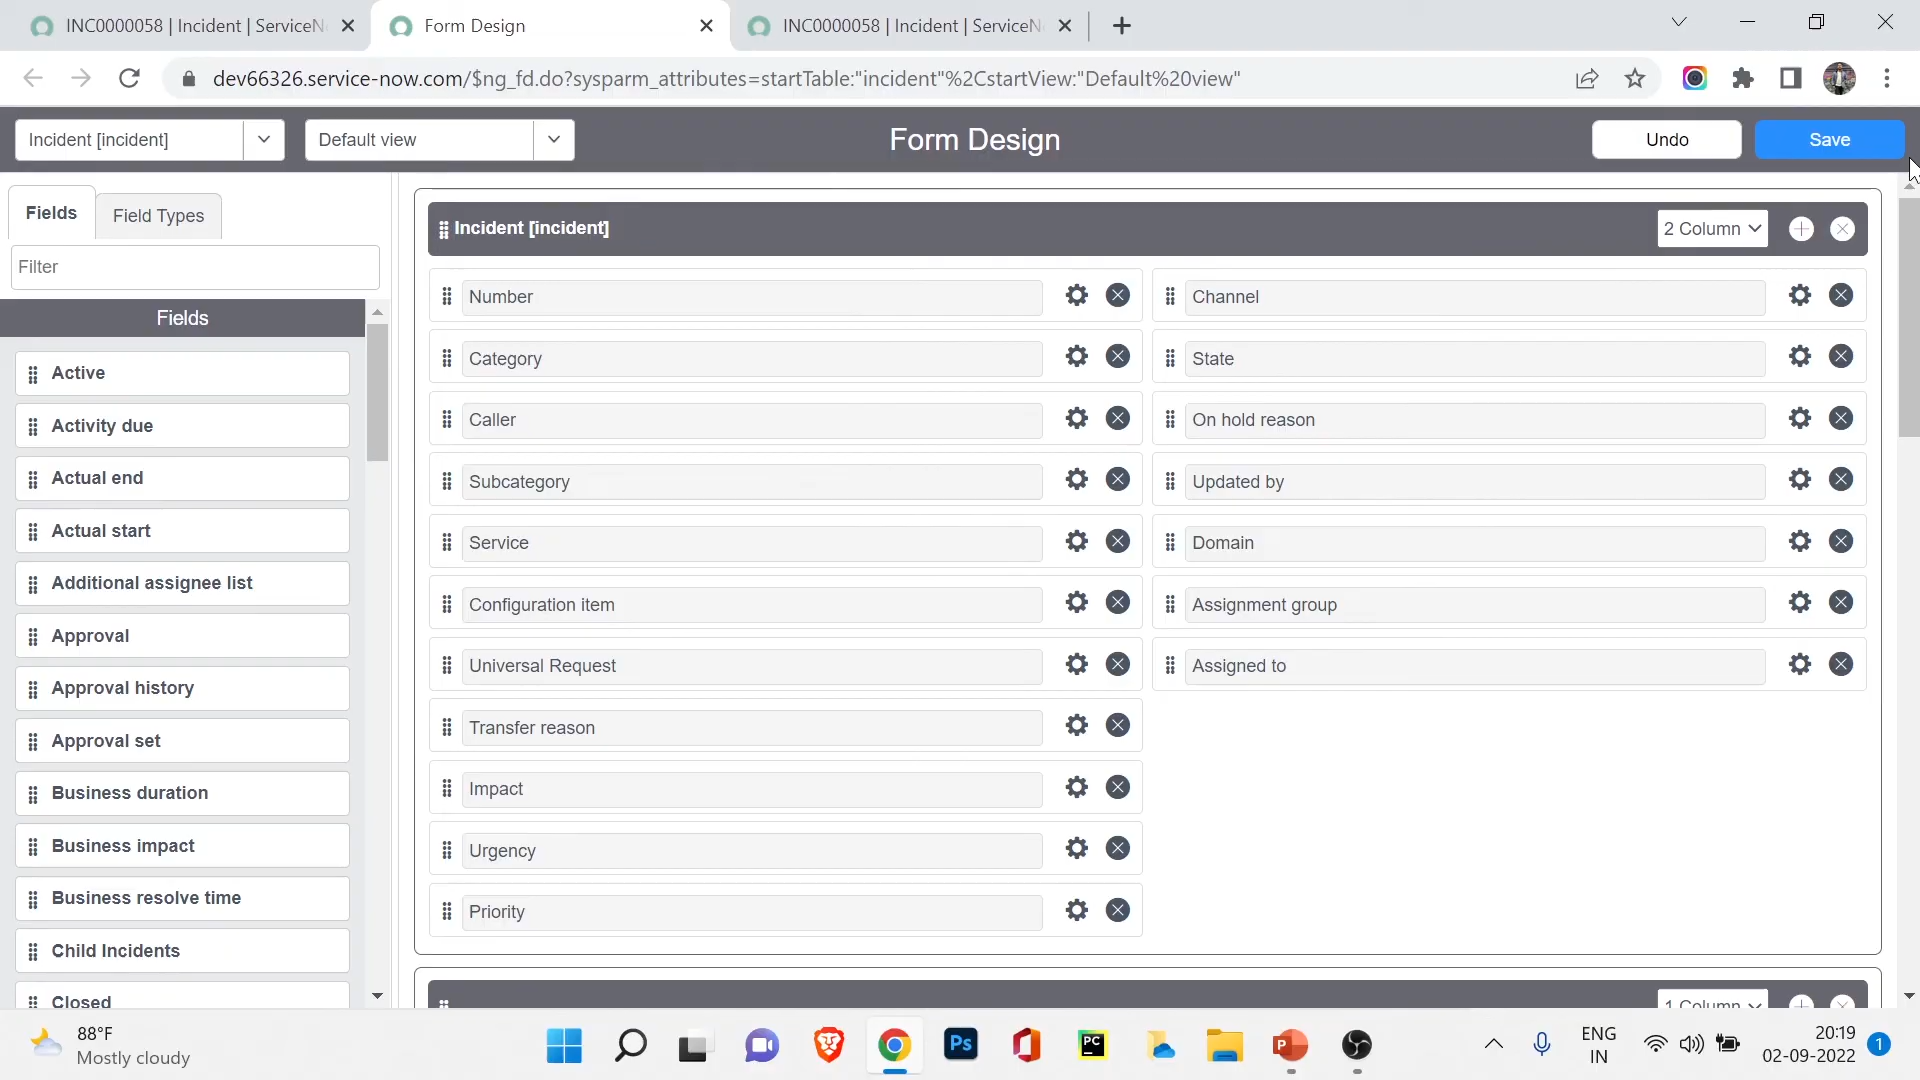 INC0000058 | Incident | ServiceN
Form Design
INC0000058 | Incident | ServiceN
dev66326.service-now.com/$ng_fd.do?sysparm_attributes=startTable:"incident"%2CstartView:"Default%20view"
Incident [incident]
Default view
Form Design
Undo
Save
Fields
Field Types
Filter
Fields
Active
Activity due
Actual end
Actual start
Additional assignee list
Approval
Approval history
Approval set
Business duration
Business impact
Business resolve time
Child Incidents
Closed
Incident [incident]
2 Column
Number
Category
Caller
Subcategory
Service
Configuration item
Universal Request
Transfer reason
Impact
Urgency
Priority
Channel
State
On hold reason
Updated by
Domain
Assignment group
Assigned to
1 Column
88°F
Mostly cloudy
Ps
PC
P
ENG
IN
20:19
02-09-2022
1